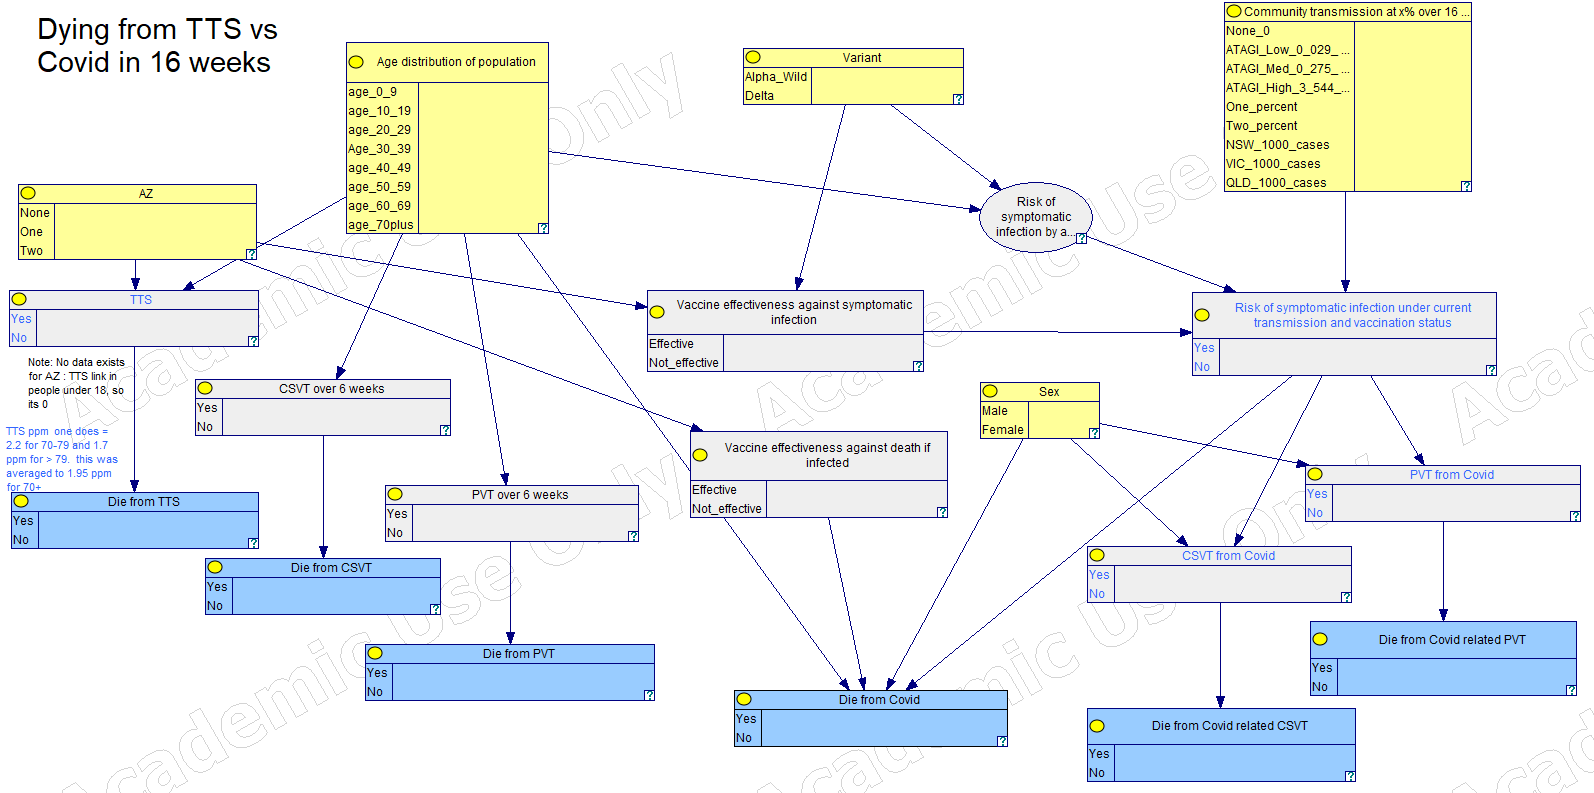 Dying from TTS vs
Covid in 16 weeks
Age distribution of population
age_0_9
age_10_19
age_20_29
Age_30_39
age_40_49
age_50_59
age_60_69
age_70plus
?
Variant
Alpha_Wild
Delta
?
Community transmission at x% over 16 ...
None_0
ATAGI_Low_0_029_ ...
ATAGI_Med_0_275_ ...
ATAGI_High_3_544_...
One_percent
Two_percent
NSW_1000_cases
VIC_1000_cases
QLD_1000_cases
?
AZ
None
One
Two
?
Risk of
symptomatic
infection by a...
?
TTS
Yes
No
?
Note: No data exists
for AZ : TTS link in
people under 18, so
its 0
TTS ppm one does =
2.2 for 70-79 and 1.7
ppm for > 79. this was
averaged to 1.95 ppm
for 70+
Vaccine effectiveness against symptomatic
infection
Effective
Not_effective
?
Risk of symptomatic infection under current
transmission and vaccination status
Yes
No
?
CSVT over 6 weeks
Yes
No
?
Sex
Male
Female
?
Vaccine effectiveness against death if
infected
Effective
Not_effective
?
PVT from Covid
Yes
No
?
Die from TTS
Yes
No
?
PVT over 6 weeks
Yes
No
?
CSVT from Covid
Yes
No
?
Die from CSVT
Yes
No
?
Die from PVT
Yes
No
?
Die from Covid related PVT
Yes
No
?
Die from Covid
Yes
No
?
Die from Covid related CSVT
Yes
No
?
Academic Use Only
Academic Use Only
Academic Use Only